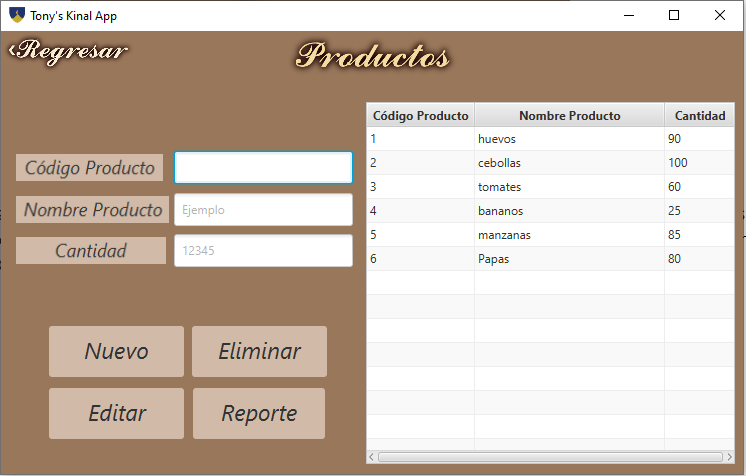 Tony's Kinal App
‹Regresar
Productos
Código Producto
Nombre Producto Ejemplo
Cantidad 12345
Nuevo Eliminar
Editar Reporte
Código Producto Nombre Producto Cantidad
1 huevos 90
2 cebollas 100
3 tomates 60
4 bananos 25
5 manzanas 85
6 Papas 80